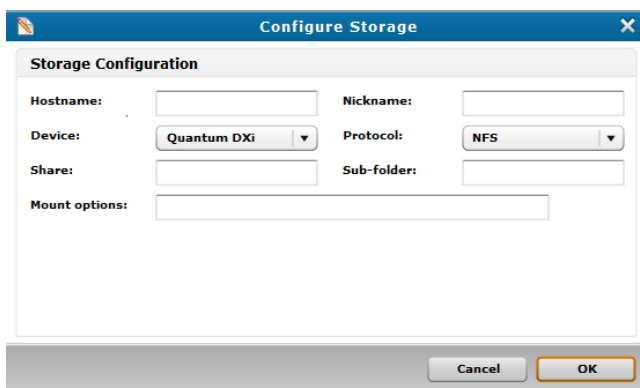 Configure Storage
Storage Configuration
Hostname: Nickname:
Device: Quantum DXi Protocol: NFS
Share: Sub-folder:
Mount options:
Cancel OK